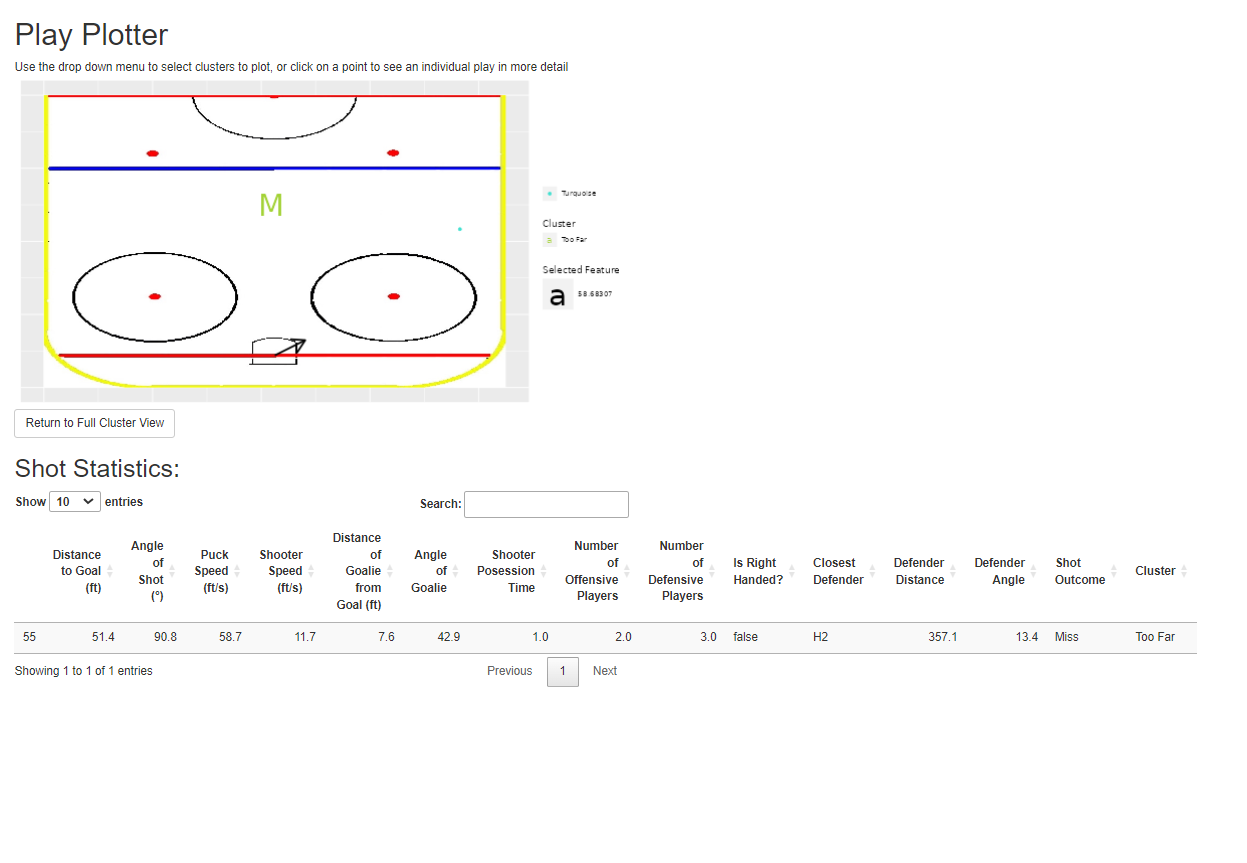 Play Plotter
Use the drop down menu to select clusters to plot, or click on a point to see an individual play in more detail
M
Turquoise
Cluster
a Too Far
Selected Feature
a 58.68307
Return to Full Cluster View
Shot Statistics:
Show 10 entries
Search:
Distance to Goal (ft) Angle of Shot (°) Puck Speed (ft/s) Shooter Speed (ft/s) Distance of Goalie from Goal (ft) Angle of Goalie Shooter Posession Time Number of Offensive Players Number of Defensive Players Is Right Handed? Closest Defender Defender Distance Defender Angle Shot Outcome Cluster
55 51.4 90.8 58.7 11.7 7.6 42.9 1.0 2.0 3.0 false H2 357.1 13.4 Miss Too Far
Showing 1 to 1 of 1 entries
Previous 1 Next